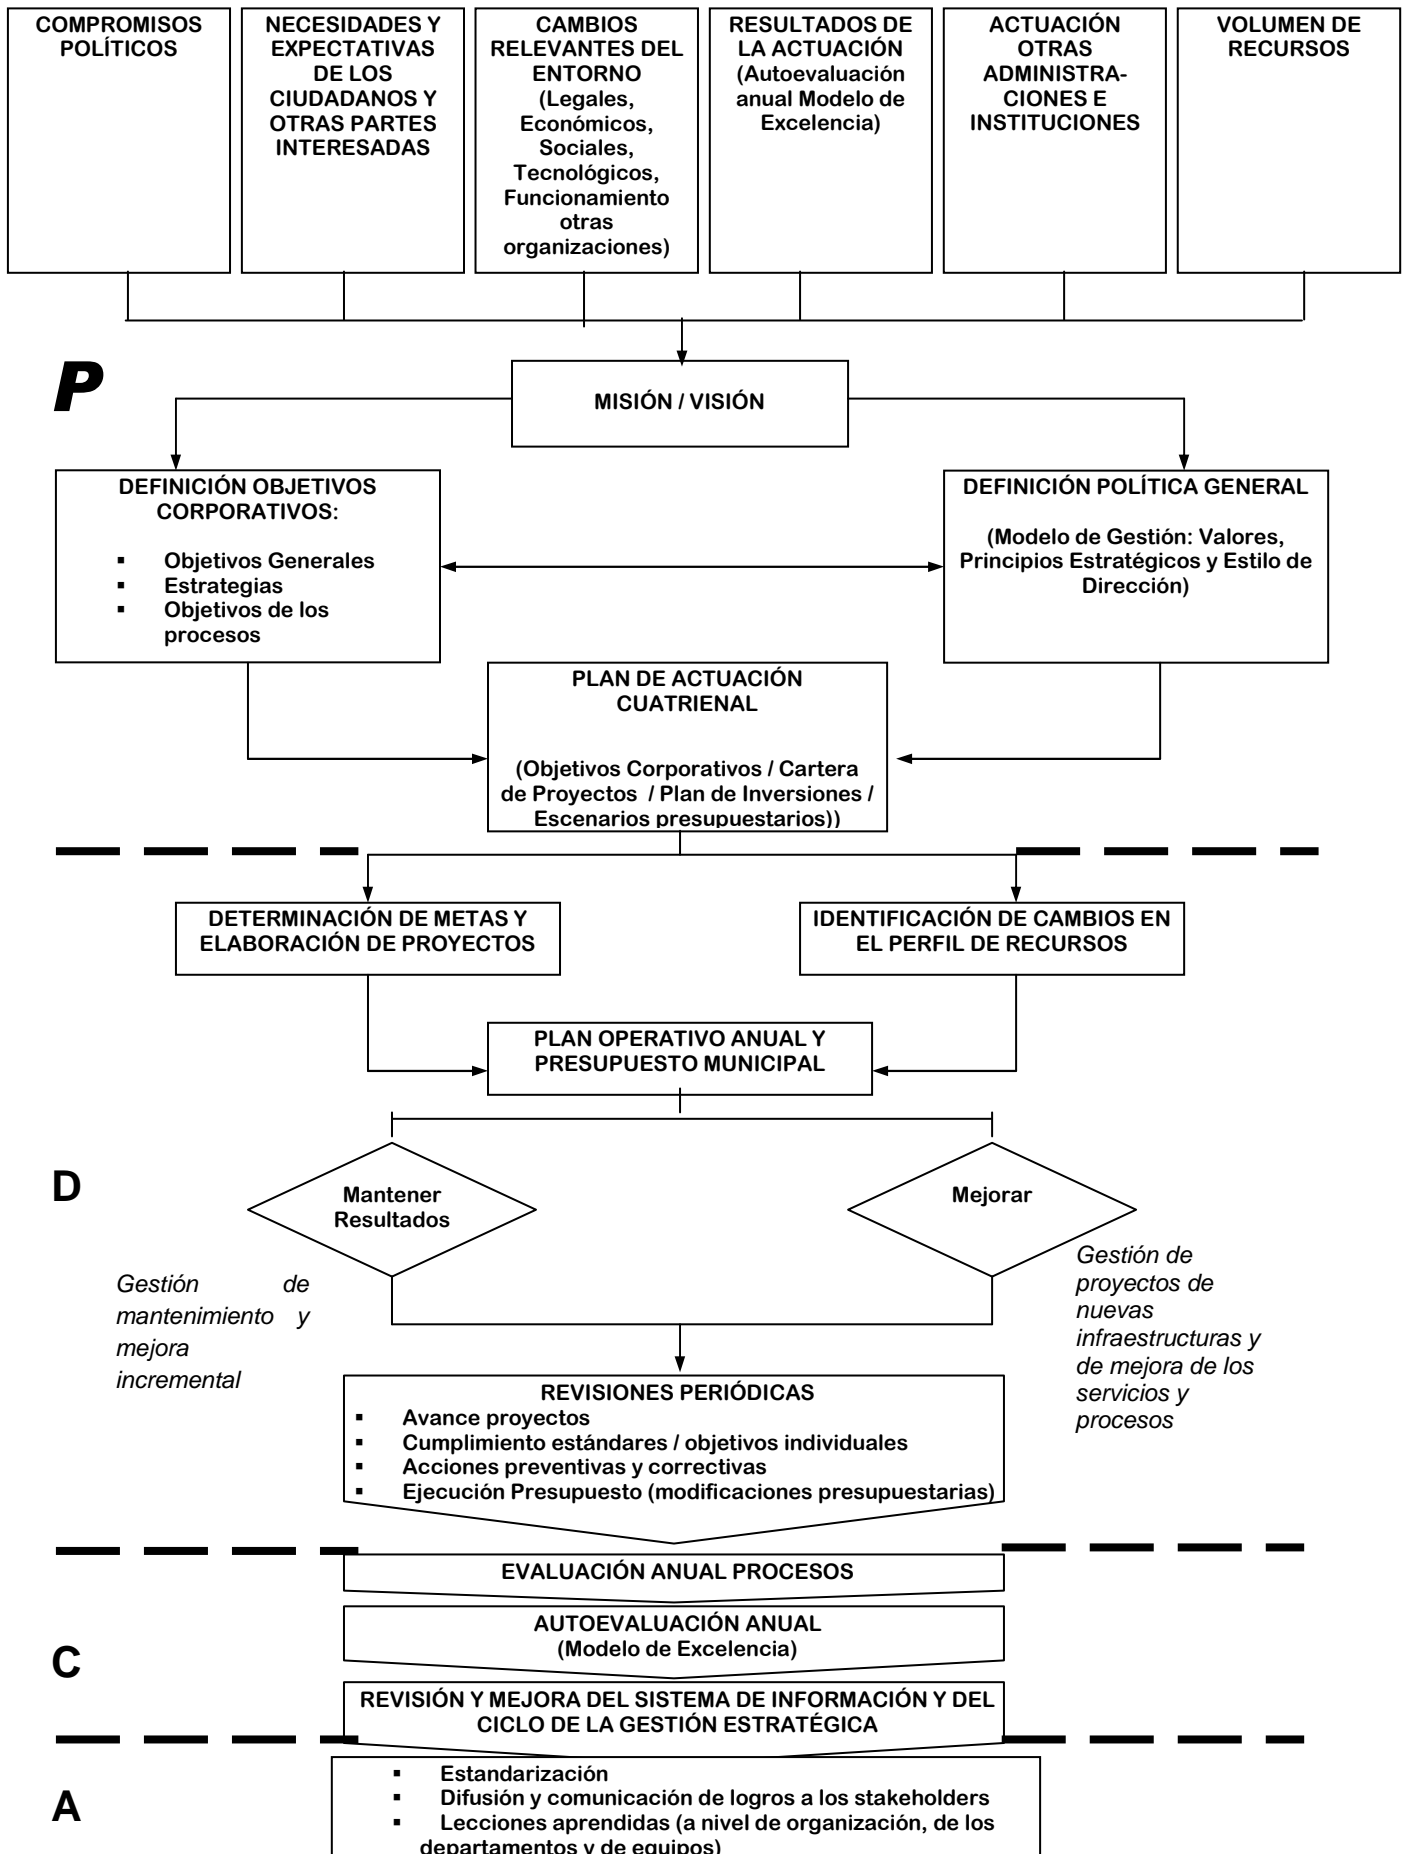 COMPROMISOS
POLÍTICOS
NECESIDADES Y
EXPECTATIVAS
DE LOS
CIUDADANOS Y
OTRAS PARTES
INTERESADAS
CAMBIOS
RELEVANTES DEL
ENTORNO
(Legales,
Económicos,
Sociales,
Tecnológicos,
Funcionamiento
otras
organizaciones)
RESULTADOS DE
LA ACTUACIÓN
(Autoevaluación
anual Modelo de
Excelencia)
ACTUACIÓN
OTRAS
ADMINISTRA-
CIONES E
INSTITUCIONES
VOLUMEN DE
RECURSOS
P
MISIÓN / VISIÓN
DEFINICIÓN OBJETIVOS
CORPORATIVOS:
▪ Objetivos Generales
▪ Estrategias
▪ Objetivos de los
procesos
DEFINICIÓN POLÍTICA GENERAL
(Modelo de Gestión: Valores,
Principios Estratégicos y Estilo de
Dirección)
PLAN DE ACTUACIÓN
CUATRIENAL
(Objetivos Corporativos / Cartera
de Proyectos / Plan de Inversiones /
Escenarios presupuestarios))
DETERMINACIÓN DE METAS Y
ELABORACIÓN DE PROYECTOS
IDENTIFICACIÓN DE CAMBIOS EN
EL PERFIL DE RECURSOS
PLAN OPERATIVO ANUAL Y
PRESUPUESTO MUNICIPAL
D
Mantener
Resultados
Mejorar
Gestión de
mantenimiento y
mejora
incremental
Gestión de
proyectos de
nuevas
infraestructuras y
de mejora de los
servicios y
procesos
REVISIONES PERIÓDICAS
▪ Avance proyectos
▪ Cumplimiento estándares / objetivos individuales
▪ Acciones preventivas y correctivas
▪ Ejecución Presupuesto (modificaciones presupuestarias)
EVALUACIÓN ANUAL PROCESOS
AUTOEVALUACIÓN ANUAL
(Modelo de Excelencia)
C
REVISIÓN Y MEJORA DEL SISTEMA DE INFORMACIÓN Y DEL
CICLO DE LA GESTIÓN ESTRATÉGICA
A
▪ Estandarización
▪ Difusión y comunicación de logros a los stakeholders
▪ Lecciones aprendidas (a nivel de organización, de los
departamentos y de equipos)